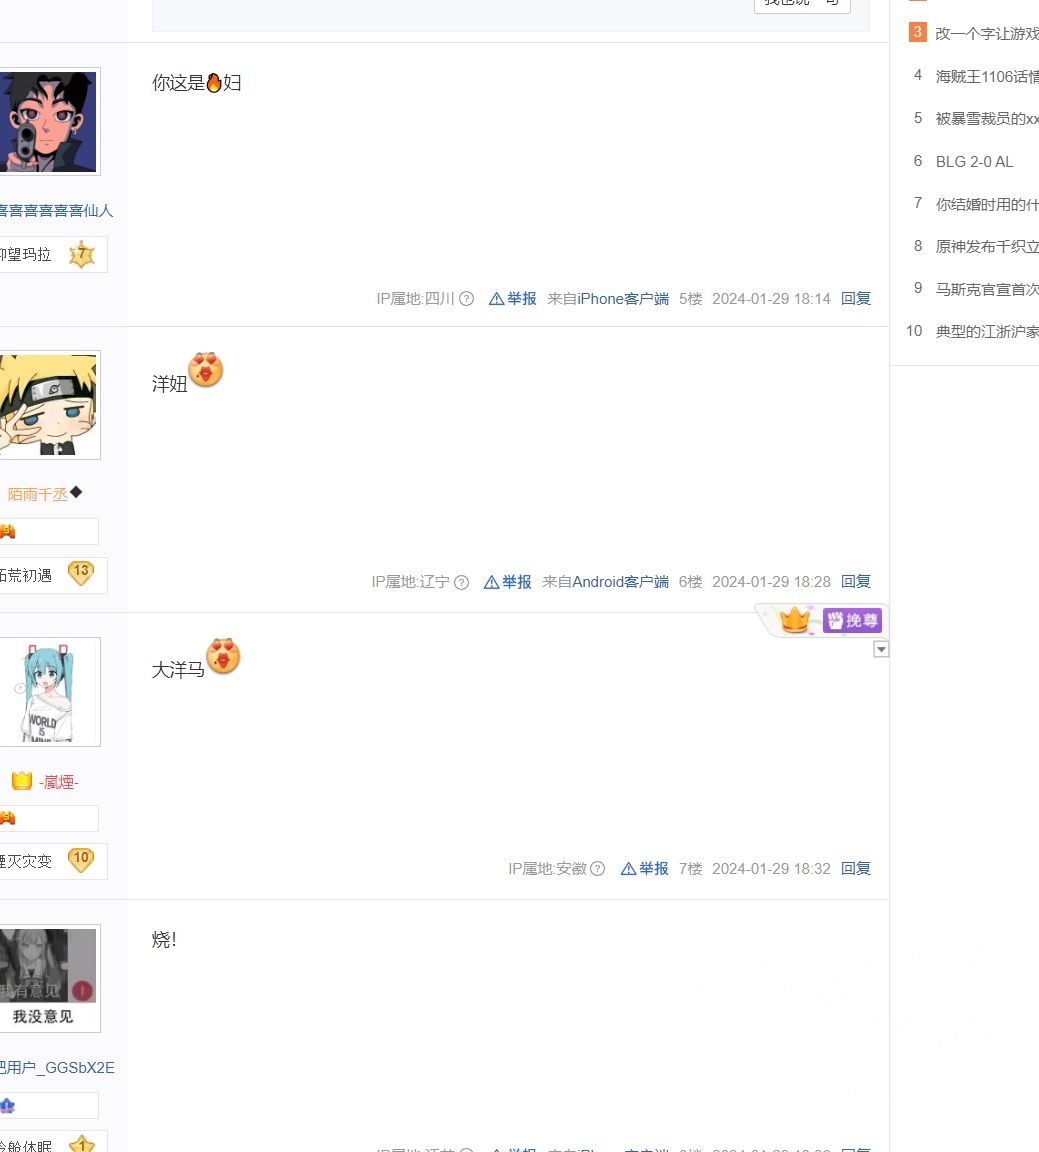 3 改一个字让游戏
4 海贼王1106话情
5 被暴雪裁员的xx
6 BLG 2-0 AL
7 你结婚时用的什
8 原神发布千织立
9 马斯克官宣首次
10 典型的江浙沪家
你这是🔥妇
喜喜喜喜喜喜仙人
仰望玛拉 7
IP属地:四川 举报 来自iPhone客户端 5楼 2024-01-29 18:14 回复
洋妞
陌雨千丞◆
拓荒初遇 13
IP属地:辽宁 举报 来自Android客户端 6楼 2024-01-29 18:28 回复
挽尊
大洋马
WORLD
IS
-嵐煙-
湮灭灾变 10
IP属地:安徽 举报 7楼 2024-01-29 18:32 回复
烧！
我有意见
我没意见
吧用户_GGSbX2E
冷舱休眠 1